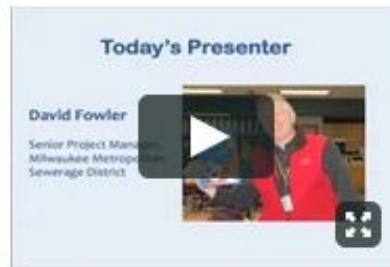 Today's Presenter
David Fowler
Senior Project Manager,
Milwaukee Metropolitan
Sewerage District